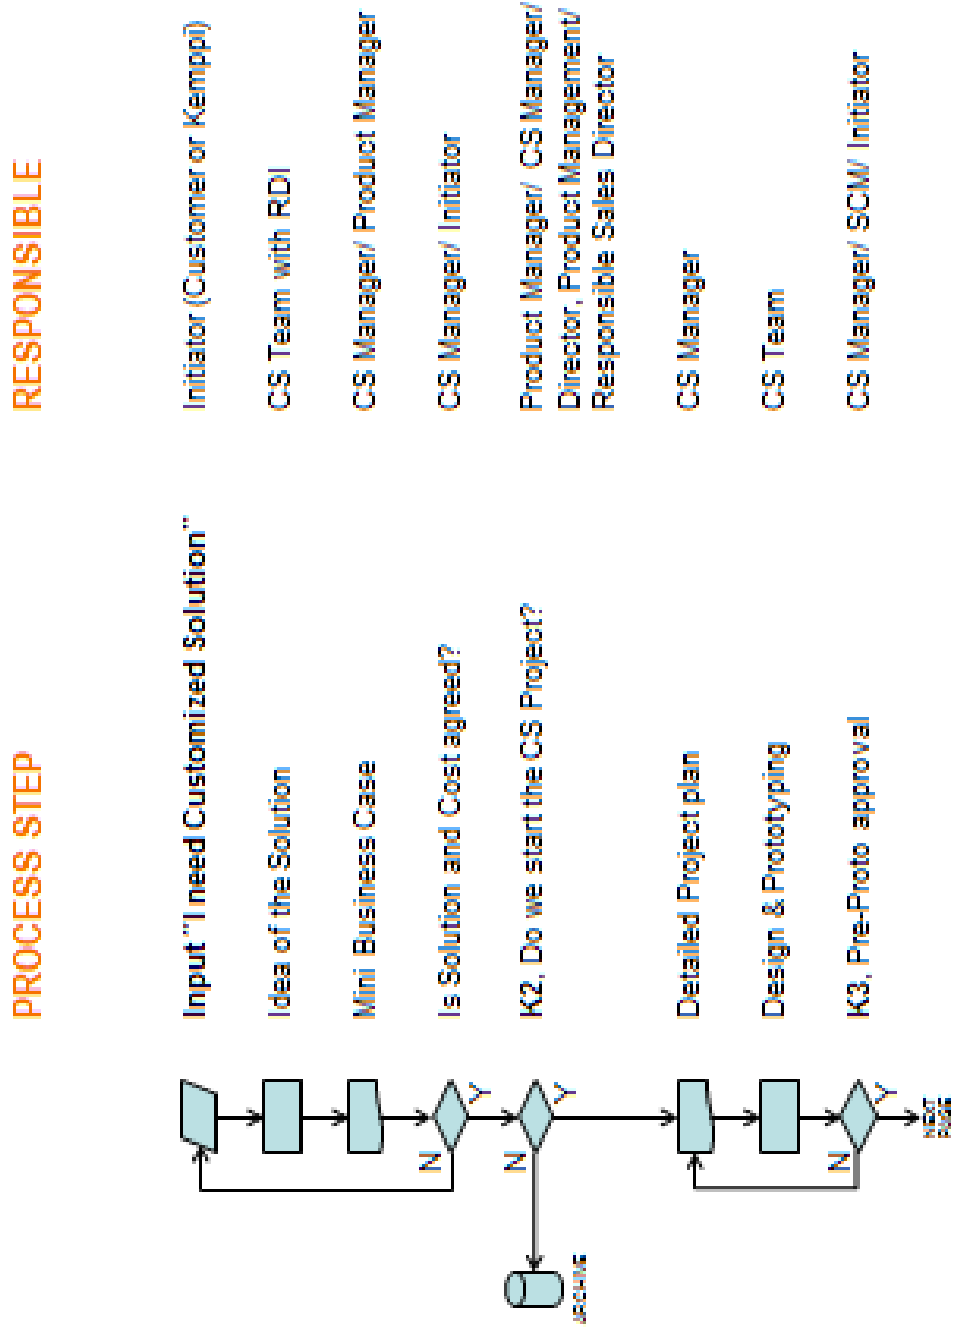 PROCESS STEP
RESPONSIBLE
Input "I need Customized Solution"
Initiator (Customer or Kemppi)
Idea of the Solution
CS Team with RDI
Mini Business Case
CS Manager/ Product Manager
Is Solution and Cost agreed?
CS Manager/ Initiator
N
Y
K2, Do we start the CS Project?
Product Manager/ CS Manager/
Director, Product Management/
Responsible Sales Director
N
Y
ARCHIVE
Detailed Project plan
CS Manager
Design & Prototyping
CS Team
K3, Pre-Proto approval
CS Manager/ SCM/ Initiator
N
Y
NEXT
PAGE